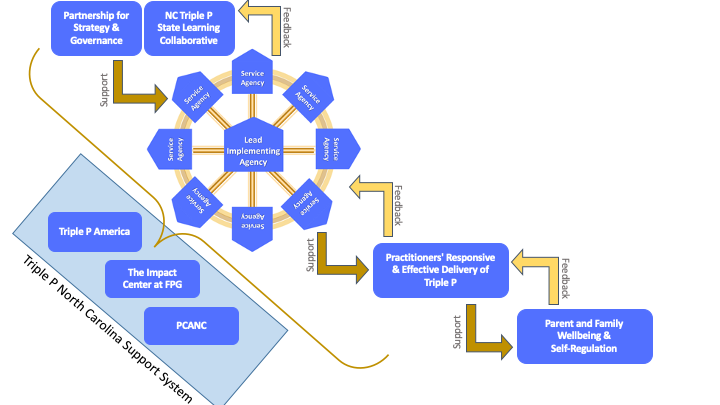 Partnership for
Strategy &
Governance
NC Triple P
State Learning
Collaborative
Feedback
Support
Service
Agency
Service
Agency
Service
Agency
Service
Agency
Service
Agency
Service
Agency
Service
Agency
Service
Agency
Lead
Implementing
Agency
Feedback
Support
Triple P America
The Impact
Center at FPG
PCANC
Triple P North Carolina Support System
Practitioners' Responsive
& Effective Delivery of
Triple P
Feedback
Support
Parent and Family
Wellbeing &
Self-Regulation